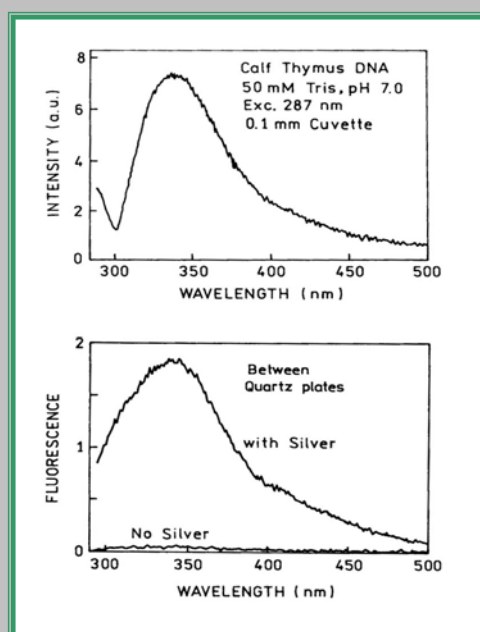 8
6
4
2
0
INTENSITY (a.u.)
Calf Thymus DNA
50 mM Tris, pH 7.0
Exc. 287 nm
0.1 mm Cuvette
300 350 400 450 500
WAVELENGTH (nm)
2
1
0
FLUORESCENCE
Between
Quartz plates
with Silver
No Silver
300 350 400 450 500
WAVELENGTH (nm)